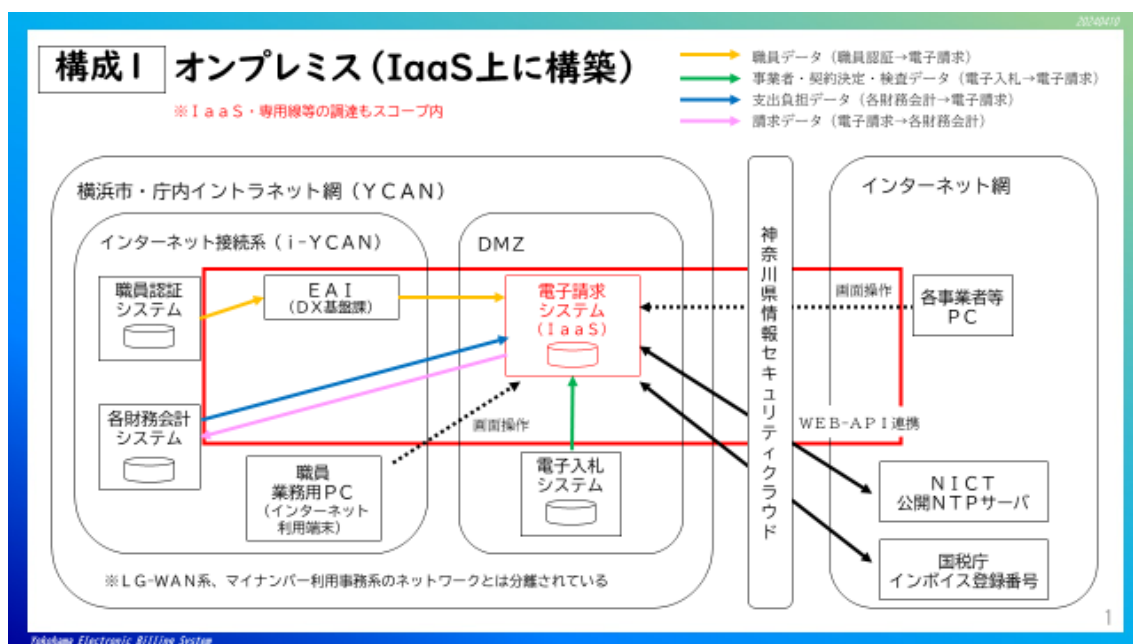 20240410
構成1 オンプレミス(IaaS上に構築)
※IaaS・専用線等の調達もスコープ内
職員データ(職員認証→電子請求)
事業者・契約決定・検査データ(電子入札→電子請求)
支出負担データ(各財務会計→電子請求)
請求データ(電子請求→各財務会計)
横浜市・庁内イントラネット網(YCAN)
インターネット接続系(i-YCAN)
職員認証
システム
EAI
(DX基盤課)
各財務会計
システム
職員
業務用PC
(インターネット
利用端末)
画面操作
DMZ
電子請求
システム
(IaaS)
電子入札
システム
※LG-WAN系、マイナンバー利用事務系のネットワークとは分離されている
神奈川県情報セキュリティクラウド
インターネット網
画面操作
各事業者等
PC
WEB-API連携
NICT
公開NTPサーバ
国税庁
インボイス登録番号
1
Yokohama Electronic Billing System